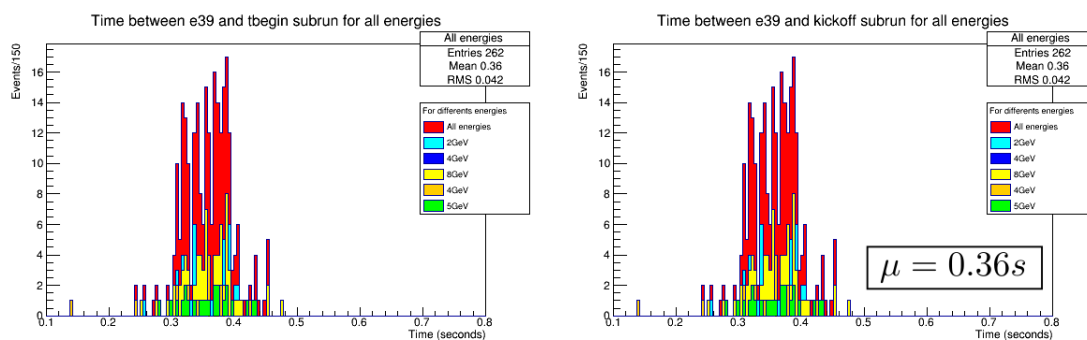 Time between e39 and tbegin subrun for all energies
Events/150
All energies
Entries 262
Mean 0.36
RMS 0.042
For differents energies
All energies
2GeV
4GeV
8GeV
4GeV
5GeV
16
14
12
10
8
6
4
2
0
0.1 0.2 0.3 0.4 0.5 0.6 0.7 0.8
Time (seconds)
Time between e39 and kickoff subrun for all energies
Events/150
All energies
Entries 262
Mean 0.36
RMS 0.042
For differents energies
All energies
2GeV
4GeV
8GeV
4GeV
5GeV
16
14
12
10
8
6
4
2
0
μ = 0.36s
0.1 0.2 0.3 0.4 0.5 0.6 0.7 0.8
Time (seconds)